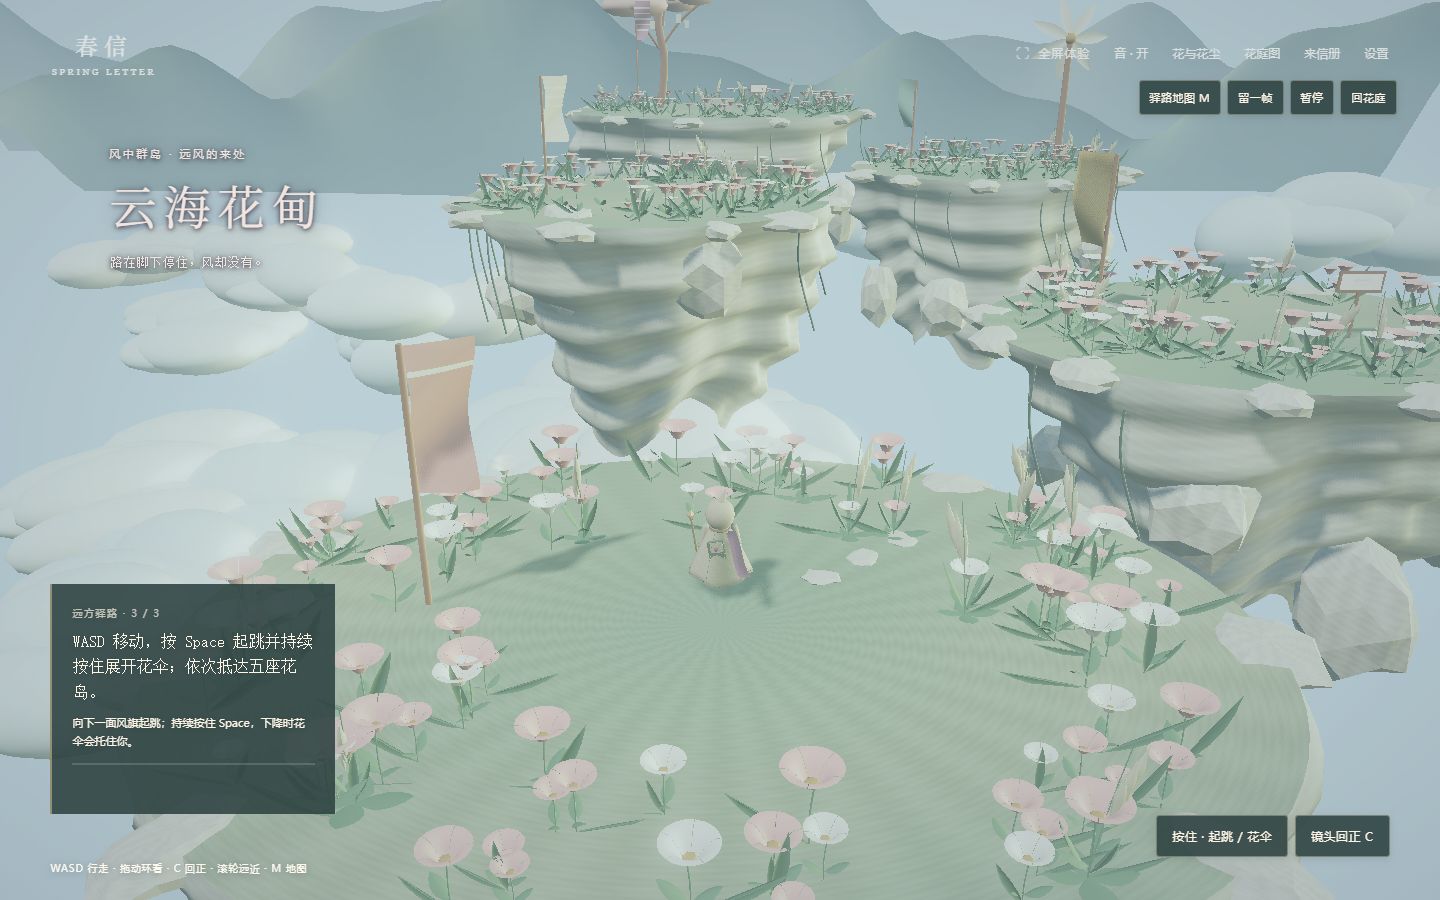 春信
SPRING LETTER
全屏体验 音·开 花与花尘 花庭图 来信册 设置
驿路地图 M 留一帧 暂停 回花庭
风中群岛 · 远风的来处
云海花甸
路在脚下停住，风却没有。
远方驿路 · 3 / 3
WASD 移动，按 Space 起跳并持续
按住展开花伞；依次抵达五座花
岛。
向下一面风旗起跳；持续按住 Space，下降时花
伞会托住你。
按住 · 起跳 / 花伞 镜头回正 C
WASD 行走 · 拖动环看 · C 回正 · 滚轮远近 · M 地图